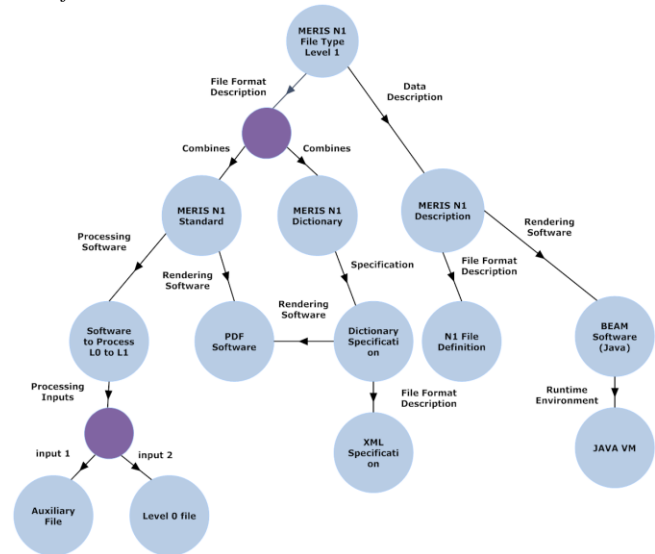 MERIS N1
File Type
Level 1
File Format
Description
Data
Description
Combines
Combines
MERIS N1
Standard
MERIS N1
Dictionary
MERIS N1
Description
Rendering
Software
Processing
Software
Rendering
Software
Specification
File Format
Description
Rendering
Software
Software
to Process
L0 to L1
PDF
Software
Dictionary
Specificati
on
N1 File
Definition
BEAM
Software
(Java)
Processing
Inputs
File Format
Description
Runtime
Environment
input 1
input 2
XML
Specificati
on
JAVA VM
Auxiliary
File
Level 0 file